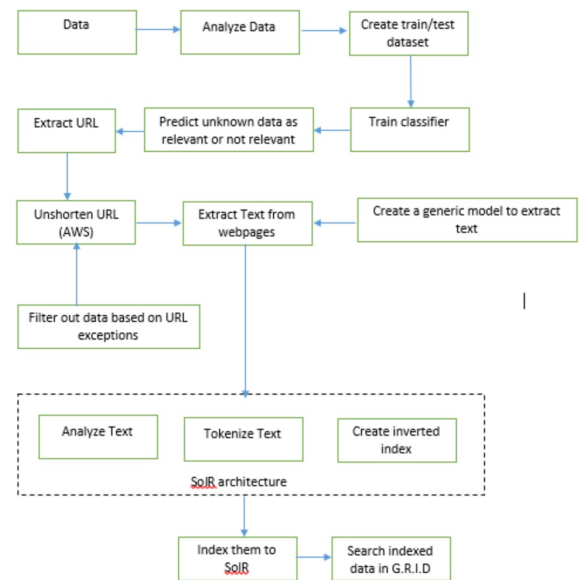 Data
Analyze Data
Create train/test
dataset
Extract URL
Predict unknown data as
relevant or not relevant
Train classifier
Unshorten URL
(AWS)
Extract Text from
webpages
Create a generic model to extract
text
Filter out data based on URL
exceptions
Analyze Text
Tokenize Text
Create inverted
index
SolR architecture
Index them to
SolR
Search indexed
data in G.R.I.D